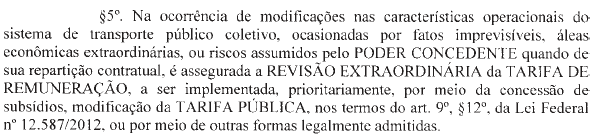 §5º. Na ocorrência de modificações nas características operacionais do
sistema de transporte público coletivo, ocasionadas por fatos imprevisíveis, áleas
econômicas extraordinárias, ou riscos assumidos pelo PODER CONCEDENTE quando de
sua repartição contratual, é assegurada a REVISÃO EXTRAORDINÁRIA da TARIFA DE
REMUNERAÇÃO, a ser implementada, prioritariamente, por meio da concessão de
subsídios, modificação da TARIFA PÚBLICA, nos termos do art. 9º, §12º, da Lei Federal
nº 12.587/2012, ou por meio de outras formas legalmente admitidas.